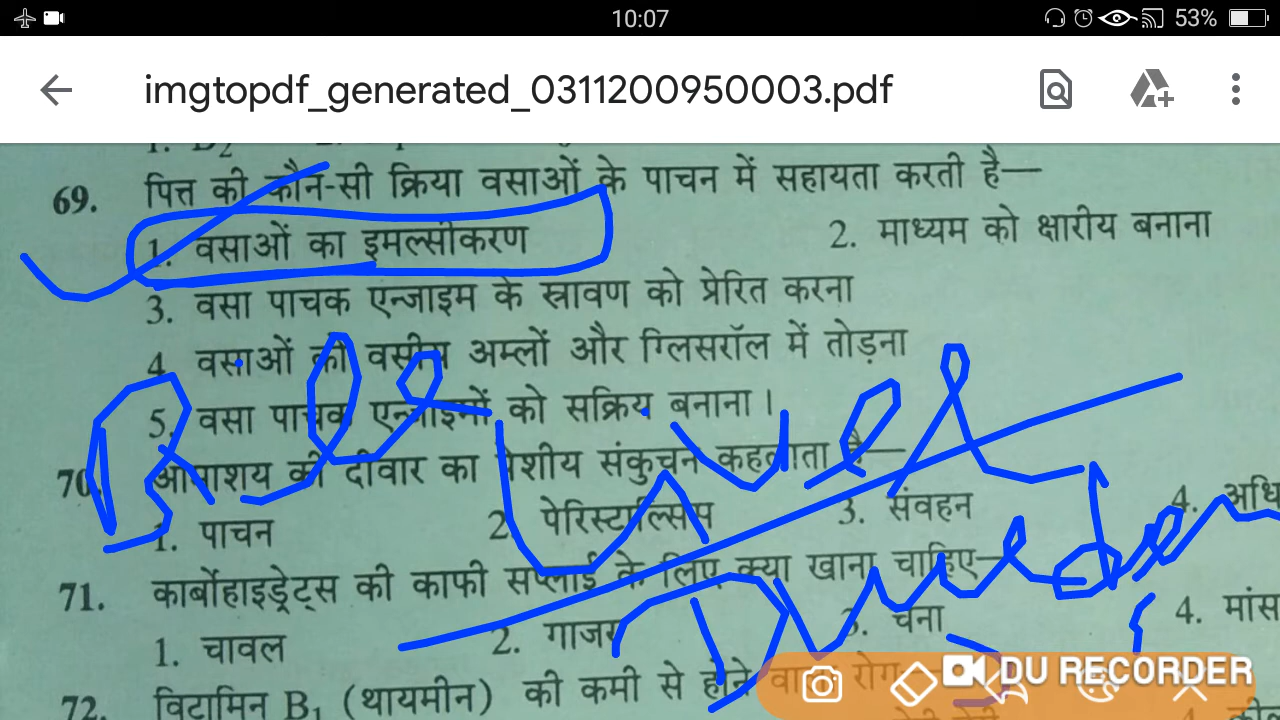 10:07
53%
imgtopdf_generated_0311200950003.pdf
69. पित्त की कौन-सी क्रिया वसाओं के पाचन में सहायता करती है—
1. वसाओं का इमल्सीकरण 2. माध्यम को क्षारीय बनाना
3. वसा पाचक एन्जाइम के स्रावण को प्रेरित करना
4. वसाओं को वसीय अम्लों और ग्लिसरॉल में तोड़ना
5. वसा पाचक एन्जाइमों को सक्रिय बनाना।
70. आमाशय की दीवार का पेशीय संकुचन कहलाता है—
1. पाचन 2. पेरिस्टाल्सिस 3. संवहन 4.
71. कार्बोहाइड्रेट्स की काफी सप्लाई के लिए क्या खाना चाहिए—
1. चावल 2. गाजर 3. चना 4. मांस
72. विटामिन B₁ (थायमीन) की कमी से होने वाला रोग
DU RECORDER